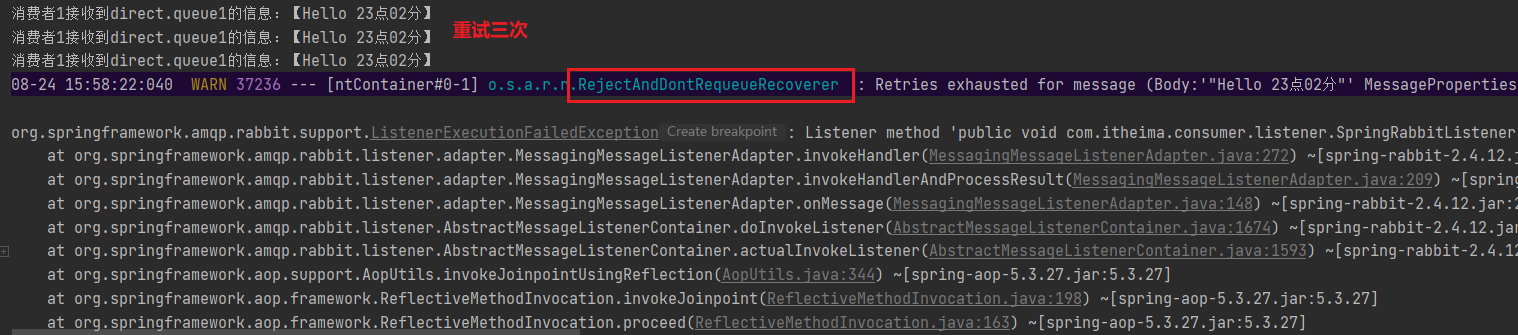 消费者1接收到direct.queue1的信息：【Hello 23点02分】
消费者1接收到direct.queue1的信息：【Hello 23点02分】
重试三次
消费者1接收到direct.queue1的信息：【Hello 23点02分】
08-24 15:58:22:040  WARN 37236 --- [ntContainer#0-1] o.s.a.r.r.RejectAndDontRequeueRecoverer  : Retries exhausted for message (Body:'"Hello 23点02分"' MessageProperties
org.springframework.amqp.rabbit.support.ListenerExecutionFailedException Create breakpoint : Listener method 'public void com.itheima.consumer.listener.SpringRabbitListener
at org.springframework.amqp.rabbit.listener.adapter.MessagingMessageListenerAdapter.invokeHandler(MessagingMessageListenerAdapter.java:272) ~[spring-rabbit-2.4.12.j
at org.springframework.amqp.rabbit.listener.adapter.MessagingMessageListenerAdapter.invokeHandlerAndProcessResult(MessagingMessageListenerAdapter.java:209) ~[spring
at org.springframework.amqp.rabbit.listener.adapter.MessagingMessageListenerAdapter.onMessage(MessagingMessageListenerAdapter.java:148) ~[spring-rabbit-2.4.12.jar:2
at org.springframework.amqp.rabbit.listener.AbstractMessageListenerContainer.doInvokeListener(AbstractMessageListenerContainer.java:1674) ~[spring-rabbit-2.4.12.jar
at org.springframework.amqp.rabbit.listener.AbstractMessageListenerContainer.actualInvokeListener(AbstractMessageListenerContainer.java:1593) ~[spring-rabbit-2.4.12
at org.springframework.aop.support.AopUtils.invokeJoinpointUsingReflection(AopUtils.java:344) ~[spring-aop-5.3.27.jar:5.3.27]
at org.springframework.aop.framework.ReflectiveMethodInvocation.invokeJoinpoint(ReflectiveMethodInvocation.java:198) ~[spring-aop-5.3.27.jar:5.3.27]
at org.springframework.aop.framework.ReflectiveMethodInvocation.proceed(ReflectiveMethodInvocation.java:163) ~[spring-aop-5.3.27.jar:5.3.27]